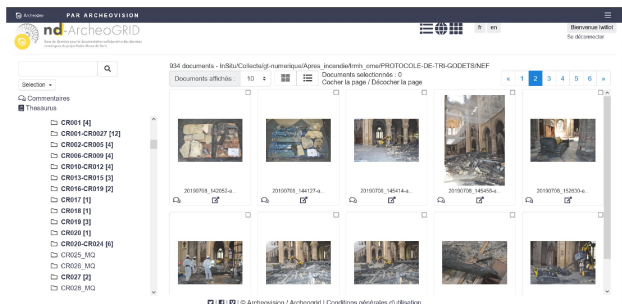 Archeogrid PAR ARCHEOVISION
nd-ArcheoGRID
fr en
Bienvenue lwillot
Se déconnecter
934 documents - InSitu/Collecte/gt-numerique/Apres_incendie/lrmh_ome/PROTOCOLE-DE-TRI-GODETS/NEF
Documents affichés : 10
Documents selectionnés : 0
Cocher la page / Décocher la page
« 1 2 3 4 5 6 »
Selection
Commentaires
Thesaurus
CR001 [4]
CR001-CR0027 [12]
CR002-CR005 [4]
CR006-CR009 [4]
CR010-CR012 [4]
CR013-CR015 [3]
CR016-CR019 [2]
CR017 [1]
CR018 [1]
CR019 [3]
CR020 [1]
CR020-CR024 [6]
CR025_MQ
CR026_MQ
CR027 [2]
CR028_MQ
20190708_142052-a..
20190708_144127-a...
20190708_145414-a...
20190708_145458-a...
20190708_152830-a...
© Archeovision / Archeogrid | Conditions générales d'utilisation